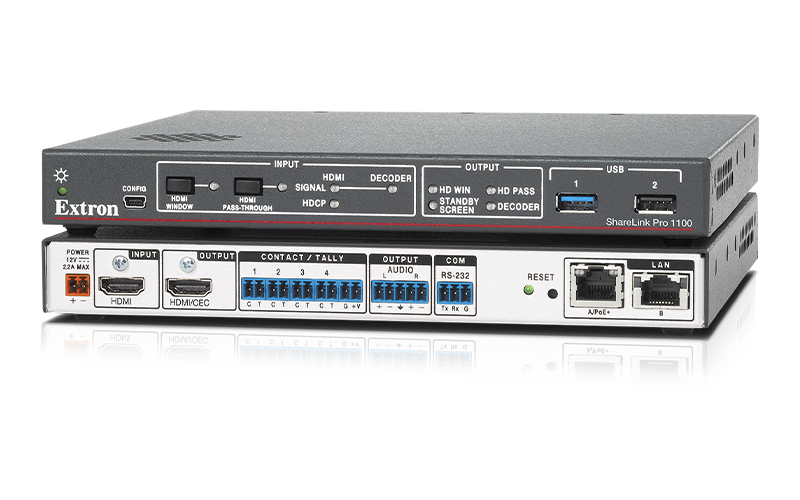 INPUT
OUTPUT
USB
HDMI
DECODER
CONFIG
SIGNAL
HD WIN
HD PASS
1
2
HDMI
WINDOW
HDMI
PASS-THROUGH
HDCP
STANDBY
SCREEN
DECODER
Extron
ShareLink Pro 1100
POWER
12V
2.2A MAX
+ -
INPUT
HDMI
OUTPUT
HDMI/CEC
CONTACT / TALLY
1 2 3 4
C T C T C T C T G +V
OUTPUT
AUDIO
L R
+ - + -
COM
RS-232
Tx Rx G
RESET
LAN
A/PoE+
B